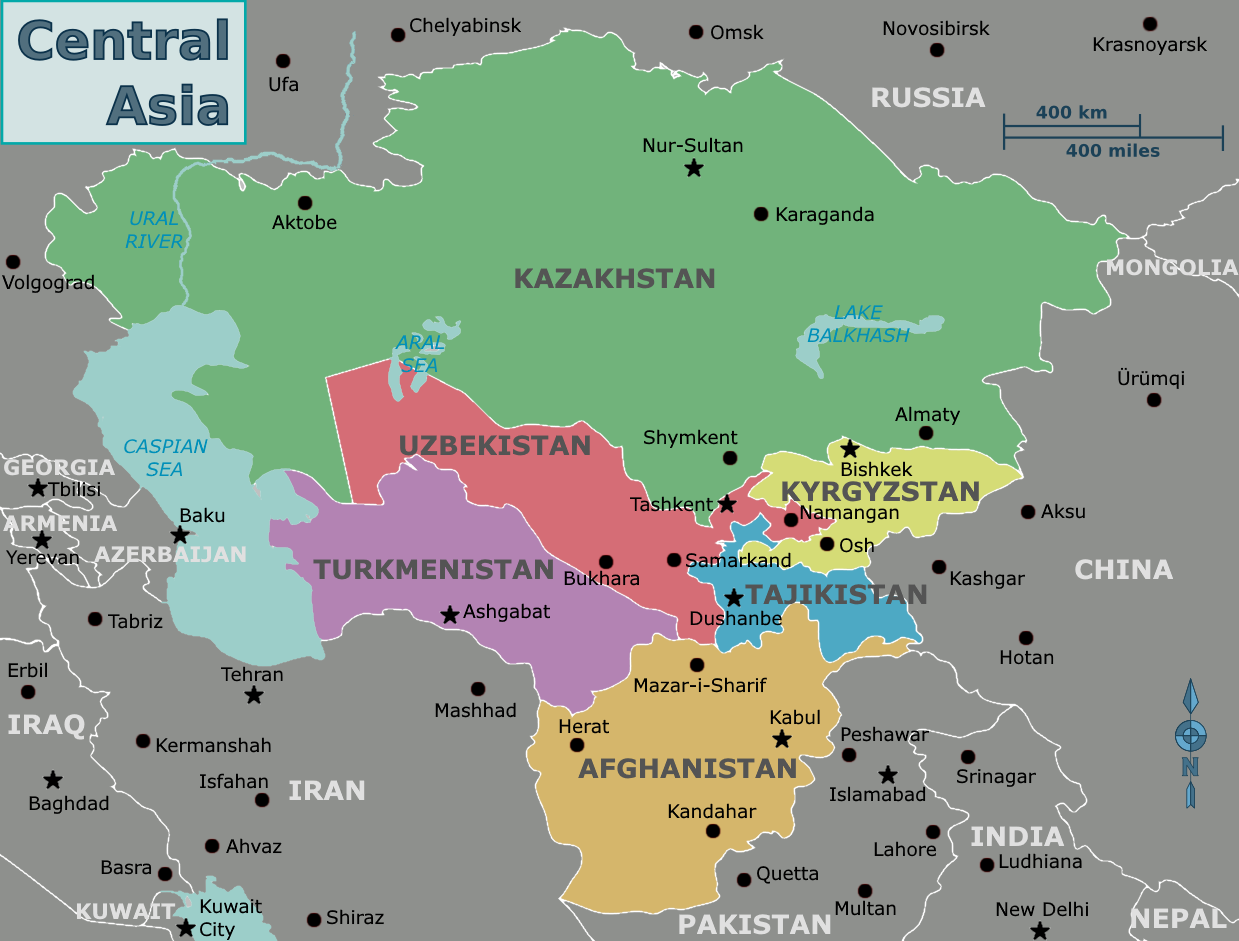 Central
Asia
Chelyabinsk
Omsk
Novosibirsk
Krasnoyarsk
Ufa
RUSSIA
400 km
400 miles
Nur-Sultan
Aktobe
Karaganda
URAL
RIVER
Volgograd
KAZAKHSTAN
MONGOLIA
LAKE
BALKHASH
ARAL
SEA
Ürümqi
Almaty
Shymkent
CASPIAN
SEA
UZBEKISTAN
Bishkek
GEORGIA
Tbilisi
KYRGYZSTAN
Tashkent
Namangan
Aksu
Baku
ARMENIA
Yerevan
AZERBAIJAN
Osh
Samarkand
TURKMENISTAN
Bukhara
Kashgar
CHINA
TAJIKISTAN
Ashgabat
Dushanbe
Tabriz
Hotan
Erbil
Tehran
Mazar-i-Sharif
Mashhad
IRAQ
Herat
Kabul
Peshawar
Kermanshah
AFGHANISTAN
Srinagar
N
Isfahan
IRAN
Islamabad
Baghdad
Kandahar
INDIA
Ahvaz
Lahore
Basra
Ludhiana
Quetta
KUWAIT
Kuwait
City
Shiraz
Multan
New Delhi
PAKISTAN
NEPAL